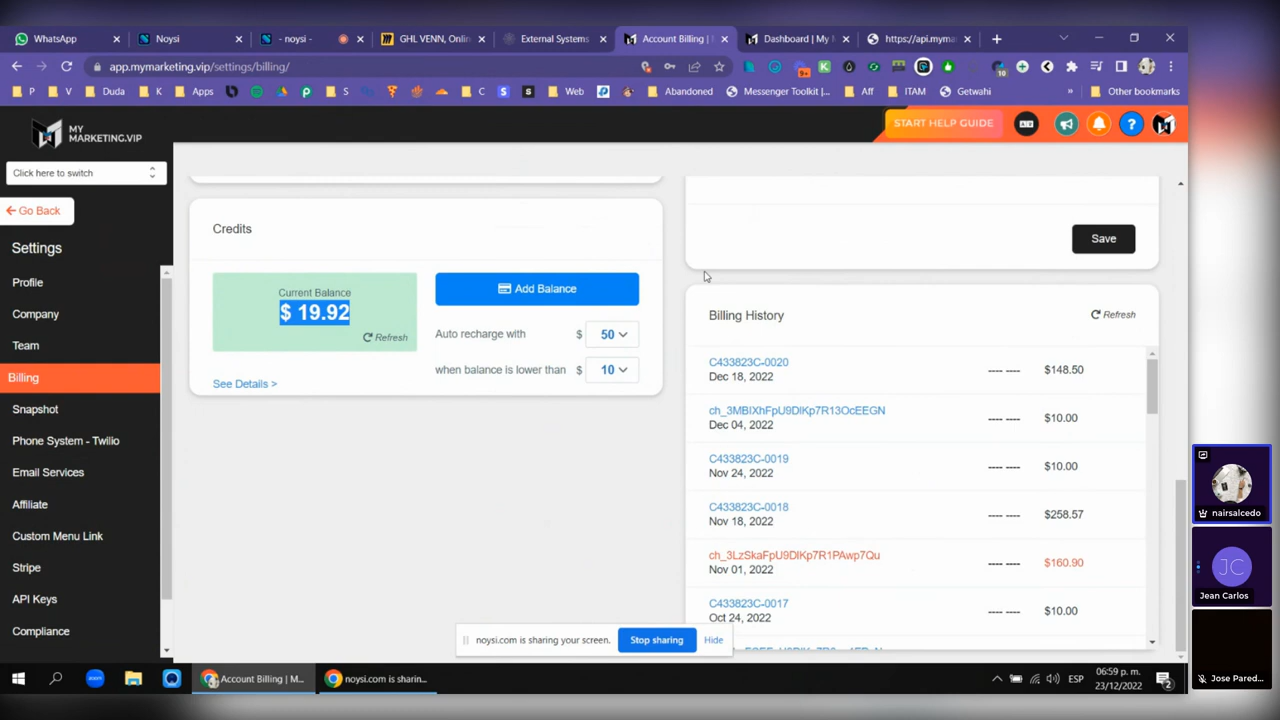 WhatsApp
Noysi
- noysi -
GHL VENN, Onlin
External Systems
Account Billing |
Dashboard | My M
https://api.mymar
app.mymarketing.vip/settings/billing/
9+
10
P
V
Duda
K
Apps
S
C
Web
Abandoned
Messenger Toolkit |...
Aff
ITAM
Getwahi
»
Other bookmarks
MY
MARKETING.VIP
START HELP GUIDE
Click here to switch
Go Back
Settings
Profile
Company
Team
Billing
Snapshot
Phone System - Twilio
Email Services
Affiliate
Custom Menu Link
Stripe
API Keys
Compliance
Credits
Current Balance
$ 19.92
Refresh
See Details >
Add Balance
Auto recharge with $ 50
when balance is lower than $ 10
Save
Billing History
Refresh
C433823C-0020
Dec 18, 2022
---- ---- $148.50
ch_3MBIXhFpU9DlKp7R13OcEEGN
Dec 04, 2022
---- ---- $10.00
C433823C-0019
Nov 24, 2022
---- ---- $10.00
C433823C-0018
Nov 18, 2022
---- ---- $258.57
ch_3LzSkaFpU9DlKp7R1PAwp7Qu
Nov 01, 2022
---- ---- $160.90
C433823C-0017
Oct 24, 2022
---- ---- $10.00
noysi.com is sharing your screen.
Stop sharing
Hide
nairsalcedo
JC
Jean Carlos
Jose Pared...
zoom
Account Billing | M...
noysi.com is sharin...
ESP
06:59 p. m.
23/12/2022
2